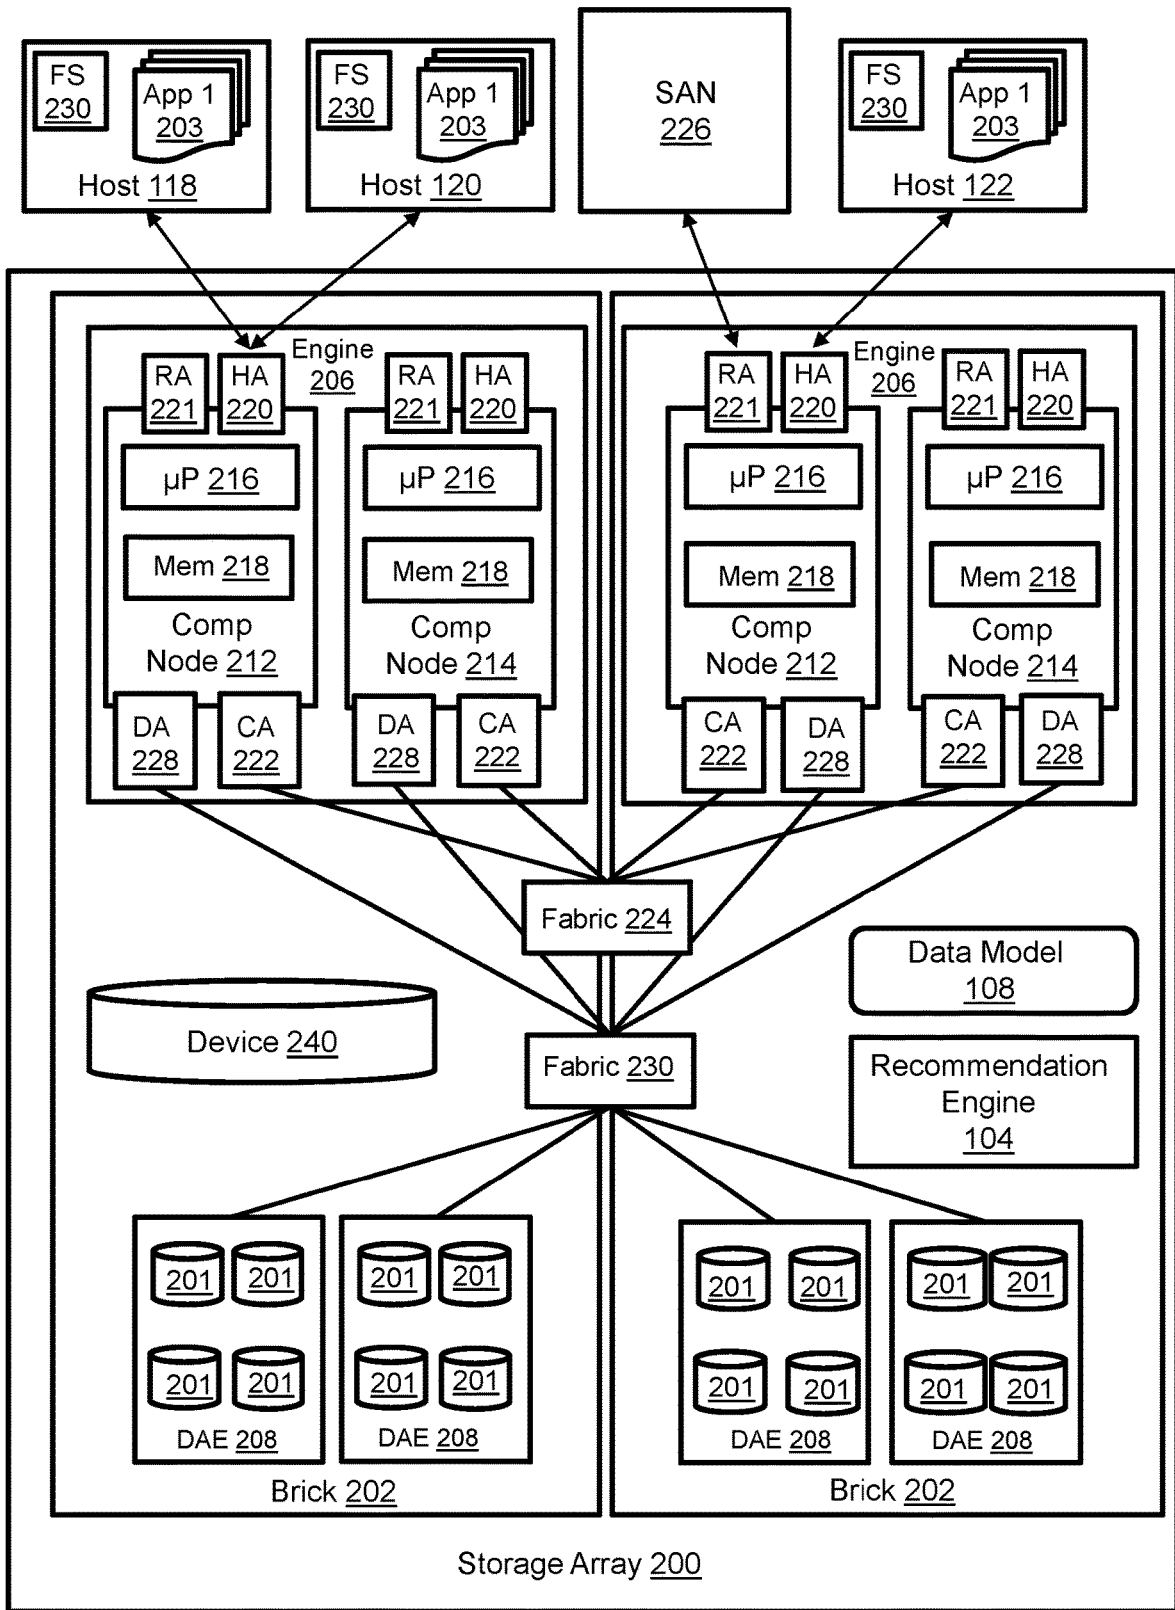 FS
230
App 1
203
Host 118
FS
230
App 1
203
Host 120
SAN
226
FS
230
App 1
203
Host 122
Engine
206
RA
221
HA
220
RA
221
HA
220
µP 216
µP 216
Mem 218
Mem 218
Comp
Node 212
Comp
Node 214
DA
228
CA
222
DA
228
CA
222
Engine
206
RA
221
HA
220
RA
221
HA
220
µP 216
µP 216
Mem 218
Mem 218
Comp
Node 212
Comp
Node 214
CA
222
DA
228
CA
222
DA
228
Fabric 224
Data Model
108
Device 240
Fabric 230
Recommendation
Engine
104
201 201
201 201
DAE 208
201 201
201 201
DAE 208
Brick 202
201 201
201 201
DAE 208
201 201
201 201
DAE 208
Brick 202
Storage Array 200